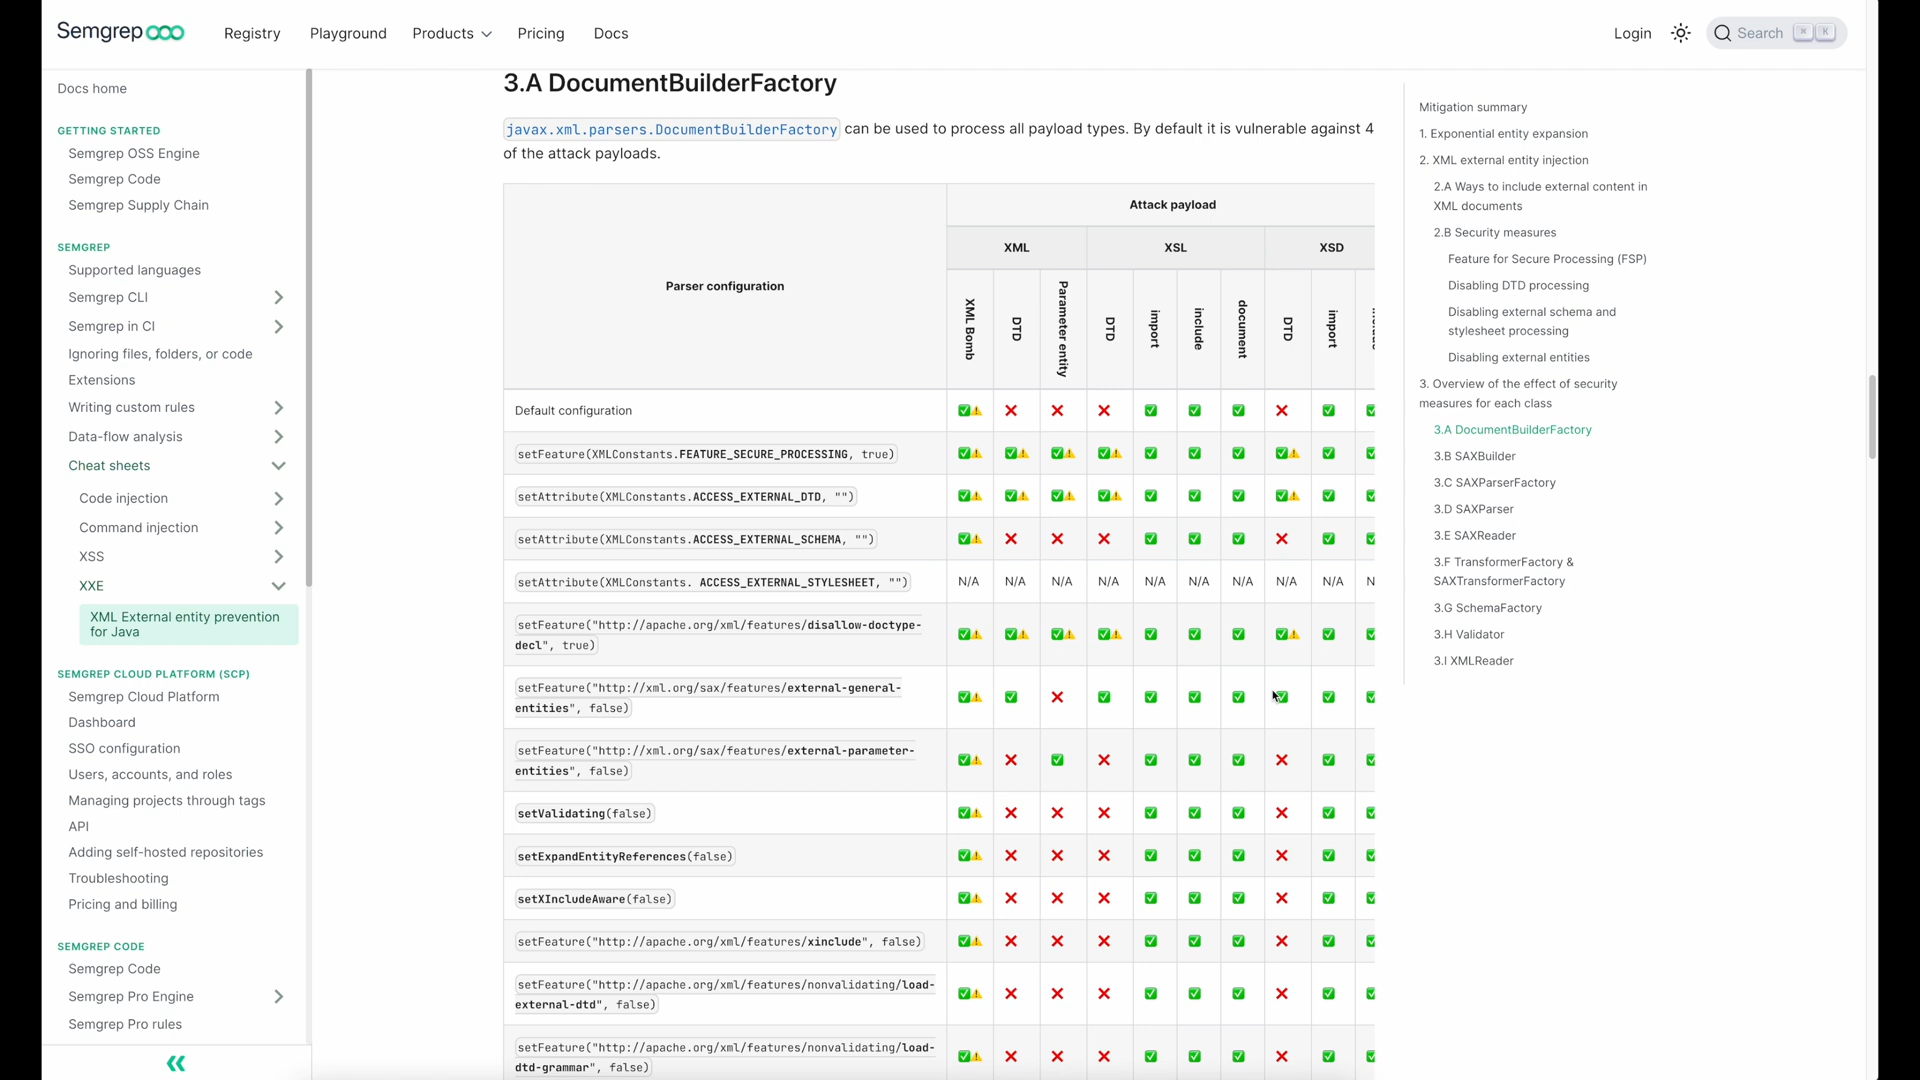 Semgrep
Registry
Playground
Products
Pricing
Docs
Login
Search
⌘ K
Docs home
GETTING STARTED
Semgrep OSS Engine
Semgrep Code
Semgrep Supply Chain
SEMGREP
Supported languages
Semgrep CLI
Semgrep in CI
Ignoring files, folders, or code
Extensions
Writing custom rules
Data-flow analysis
Cheat sheets
Code injection
Command injection
XSS
XXE
XML External entity prevention
for Java
SEMGREP CLOUD PLATFORM (SCP)
Semgrep Cloud Platform
Dashboard
SSO configuration
Users, accounts, and roles
Managing projects through tags
API
Adding self-hosted repositories
Troubleshooting
Pricing and billing
SEMGREP CODE
Semgrep Code
Semgrep Pro Engine
Semgrep Pro rules
3.A DocumentBuilderFactory
javax.xml.parsers.DocumentBuilderFactory can be used to process all payload types. By default it is vulnerable against 4
of the attack payloads.
Parser configuration
Attack payload
XML
XSL
XSD
XML Bomb
DTD
Parameter entity
DTD
import
include
document
DTD
import
Default configuration
setFeature(XMLConstants.FEATURE_SECURE_PROCESSING, true)
setAttribute(XMLConstants.ACCESS_EXTERNAL_DTD, "")
setAttribute(XMLConstants.ACCESS_EXTERNAL_SCHEMA, "")
setAttribute(XMLConstants. ACCESS_EXTERNAL_STYLESHEET, "") N/A N/A N/A N/A N/A N/A N/A N/A N/A N
setFeature("http://apache.org/xml/features/disallow-doctype-
decl", true)
setFeature("http://xml.org/sax/features/external-general-
entities", false)
setFeature("http://xml.org/sax/features/external-parameter-
entities", false)
setValidating(false)
setExpandEntityReferences(false)
setXIncludeAware(false)
setFeature("http://apache.org/xml/features/xinclude", false)
setFeature("http://apache.org/xml/features/nonvalidating/load-
external-dtd", false)
setFeature("http://apache.org/xml/features/nonvalidating/load-
dtd-grammar", false)
Mitigation summary
1. Exponential entity expansion
2. XML external entity injection
2.A Ways to include external content in
XML documents
2.B Security measures
Feature for Secure Processing (FSP)
Disabling DTD processing
Disabling external schema and
stylesheet processing
Disabling external entities
3. Overview of the effect of security
measures for each class
3.A DocumentBuilderFactory
3.B SAXBuilder
3.C SAXParserFactory
3.D SAXParser
3.E SAXReader
3.F TransformerFactory &
SAXTransformerFactory
3.G SchemaFactory
3.H Validator
3.I XMLReader